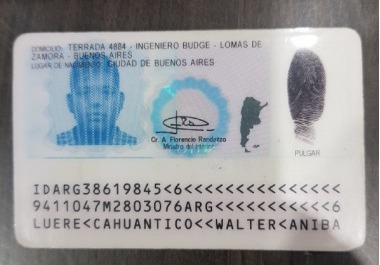 DOMICILIO: TERRADA 4884 - INGENIERO BUDGE - LOMAS DE
ZAMORA - BUENOS AIRES
LUGAR DE NACIMIENTO: CIUDAD DE BUENOS AIRES
Cr. A. Florencio Randazzo
Ministro del Interior
PULGAR
IDARG38619845<6<<<<<<<<<<<<<<<
9411047M2803076ARG<<<<<<<<<<<6
LUERE<CAHUANTICO<<WALTER<ANIBA